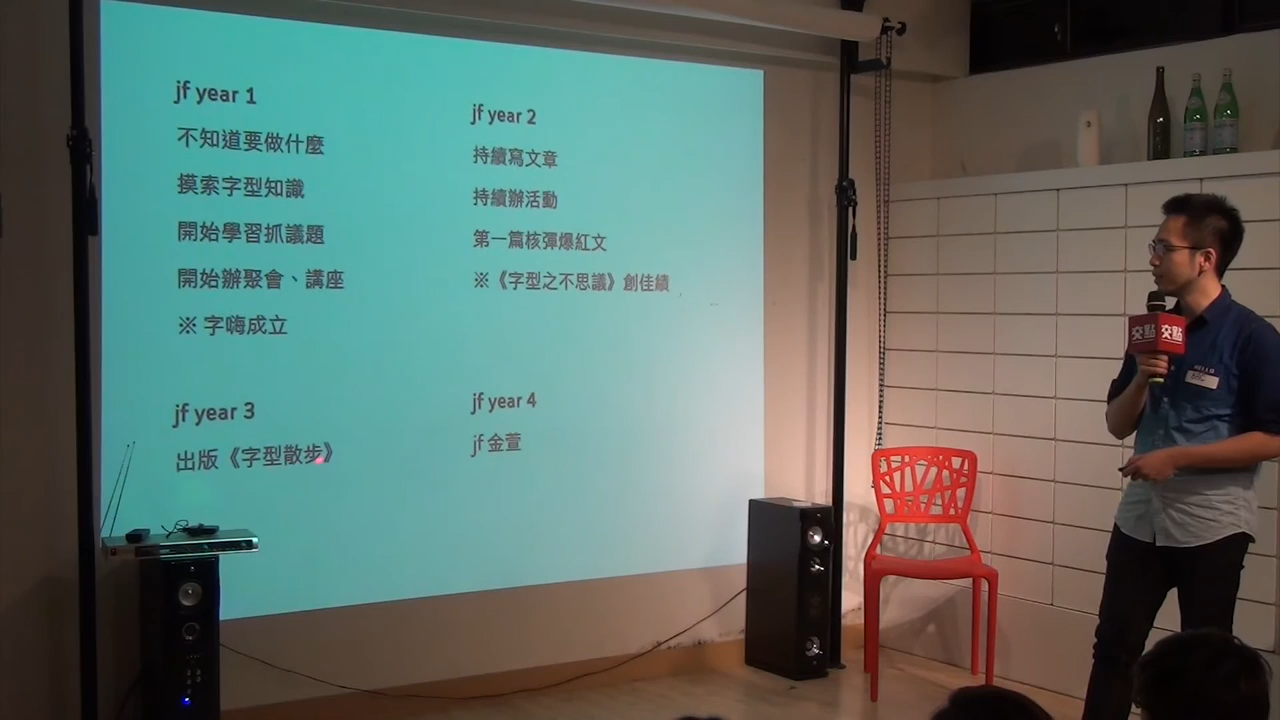 jf year 1
不知道要做什麼
摸索字型知識
開始學習抓議題
開始辦聚會、講座
※ 字嗨成立
jf year 2
持續寫文章
持續辦活動
第一篇核彈爆紅文
※《字型之不思議》創佳績
jf year 3
出版《字型散步》
jf year 4
jf 金萱
交點 交點